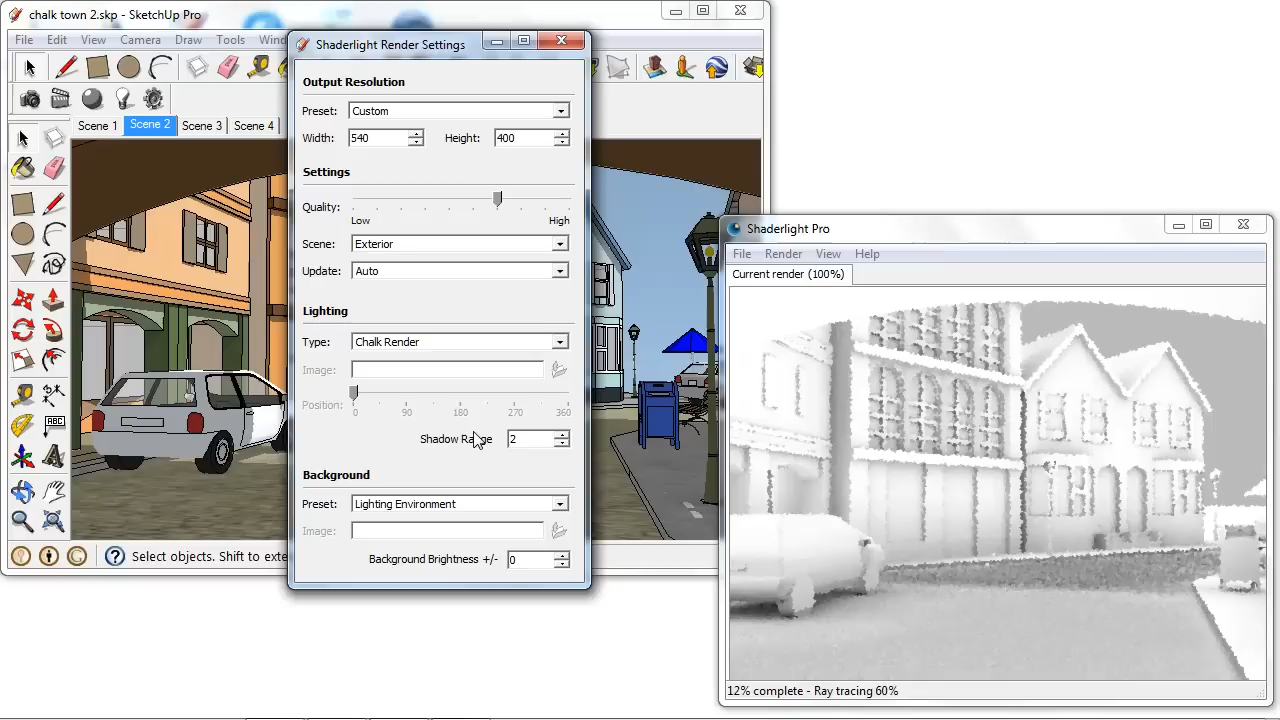 chalk town 2.skp - SketchUp Pro
File Edit View Camera Draw Tools Wind
Scene 1 Scene 2 Scene 3 Scene 4
ABC
Select objects. Shift to exte
Shaderlight Render Settings
Output Resolution
Preset: Custom
Width: 540 Height: 400
Settings
Quality:
Low High
Scene: Exterior
Update: Auto
Lighting
Type: Chalk Render
Image:
Position:
0 90 180 270 360
Shadow Range 2
Background
Preset: Lighting Environment
Image:
Background Brightness +/- 0
Shaderlight Pro
File Render View Help
Current render (100%)
12% complete - Ray tracing 60%